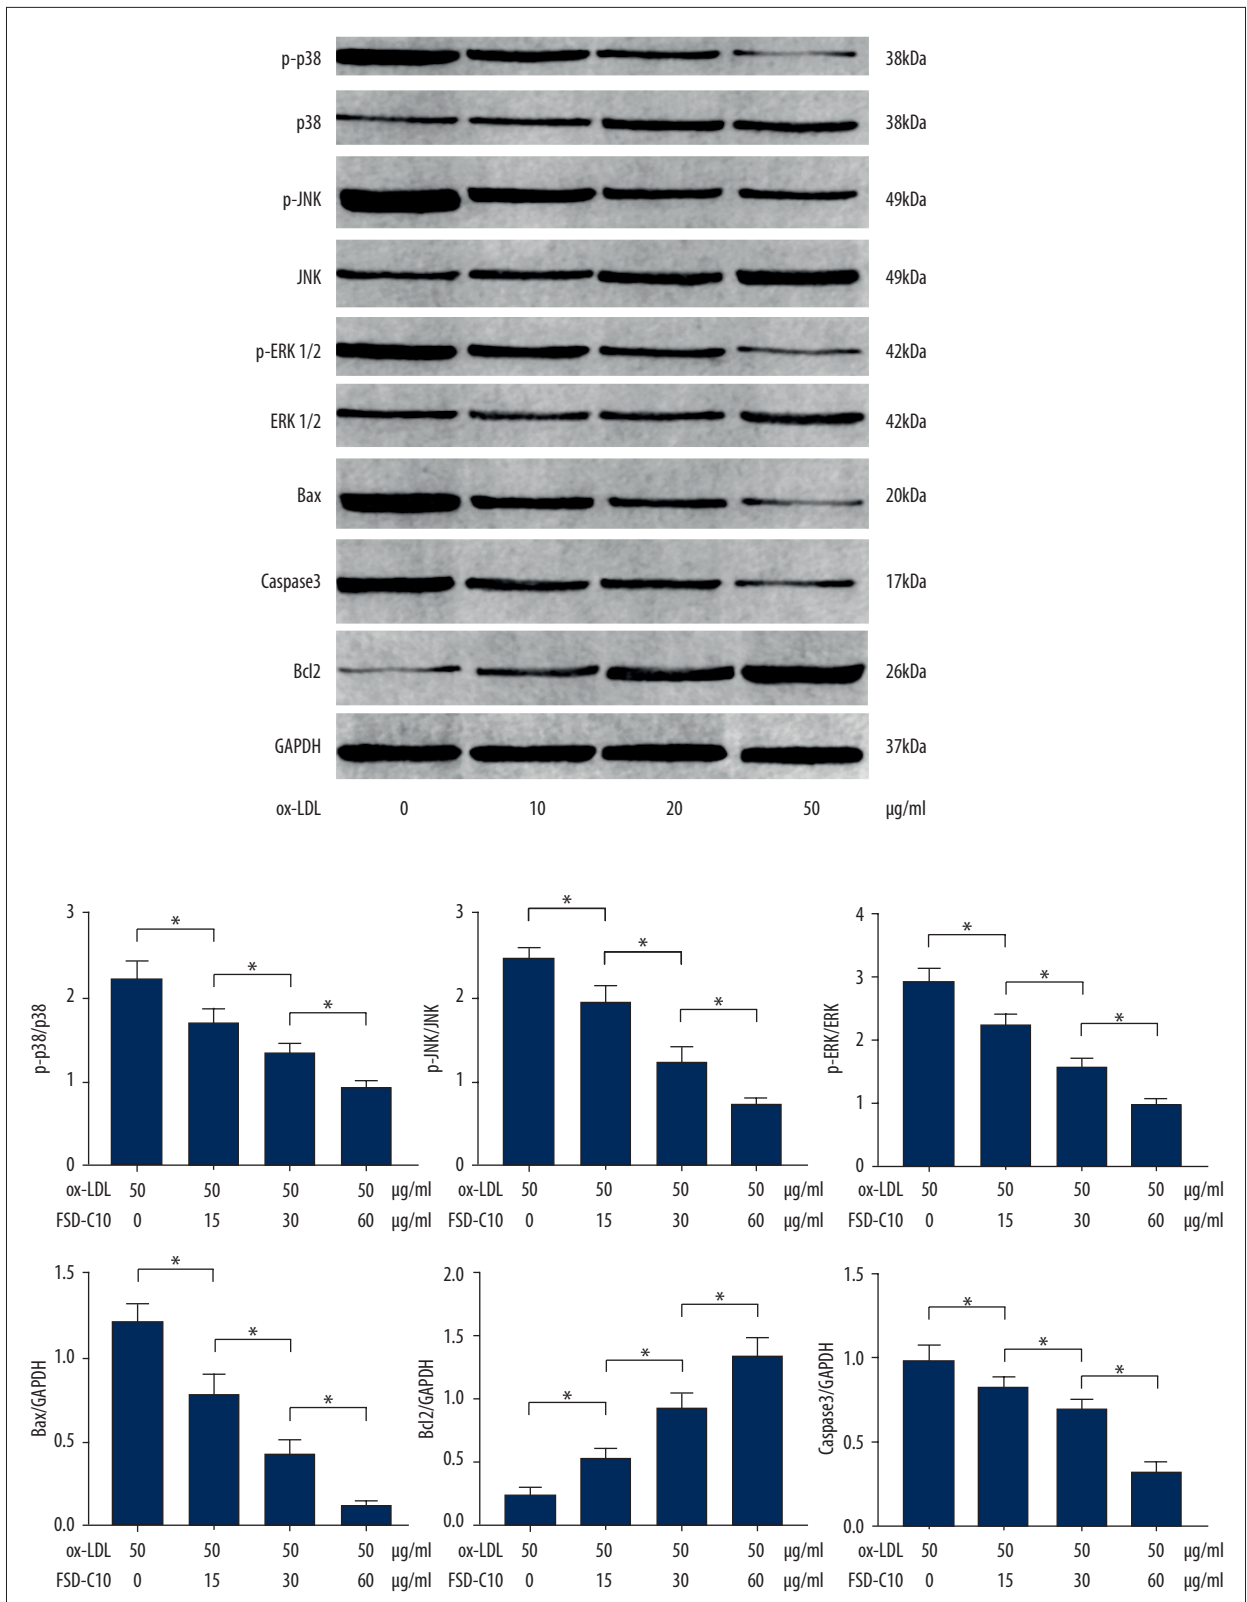 p-p38 38kDa
p38 38kDa
p-JNK 49kDa
JNK 49kDa
p-ERK 1/2 42kDa
ERK 1/2 42kDa
Bax 20kDa
Caspase3 17kDa
Bcl2 26kDa
GAPDH 37kDa
ox-LDL 0 10 20 50 µg/ml
p-p38/p38
3
2
1
0
* * *
ox-LDL 50 50 50 50 µg/ml
FSD-C10 0 15 30 60 µg/ml
p-JNK/JNK
3
2
1
0
* * *
ox-LDL 50 50 50 50 µg/ml
FSD-C10 0 15 30 60 µg/ml
p-ERK/ERK
4
3
2
1
0
* * *
ox-LDL 50 50 50 50 µg/ml
FSD-C10 0 15 30 60 µg/ml
Bax/GAPDH
1.5
1.0
0.5
0.0
* * *
ox-LDL 50 50 50 50 µg/ml
FSD-C10 0 15 30 60 µg/ml
Bcl2/GAPDH
2.0
1.5
1.0
0.5
0.0
* * *
ox-LDL 50 50 50 50 µg/ml
FSD-C10 0 15 30 60 µg/ml
Caspase3/GAPDH
1.5
1.0
0.5
0.0
* * *
ox-LDL 50 50 50 50 µg/ml
FSD-C10 0 15 30 60 µg/ml